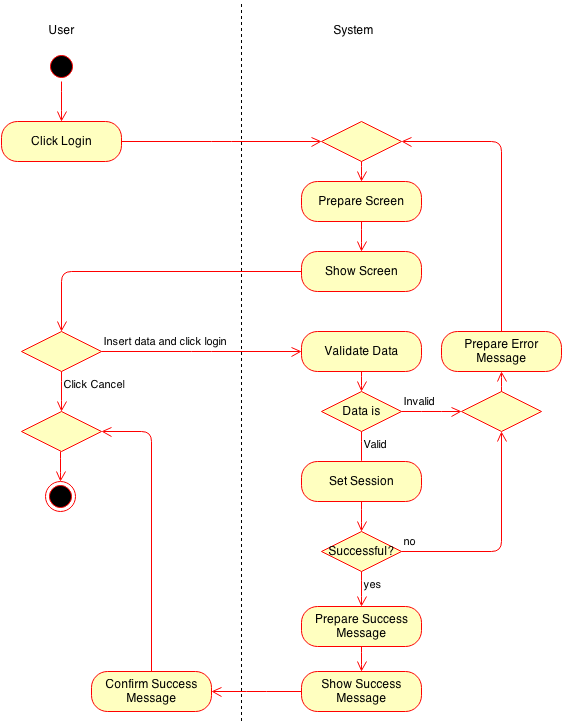 User
System
Click Login
Prepare Screen
Show Screen
Insert data and click login
Validate Data
Prepare Error
Message
Click Cancel
Data is
Invalid
Valid
Set Session
Successful?
no
yes
Prepare Success
Message
Confirm Success
Message
Show Success
Message